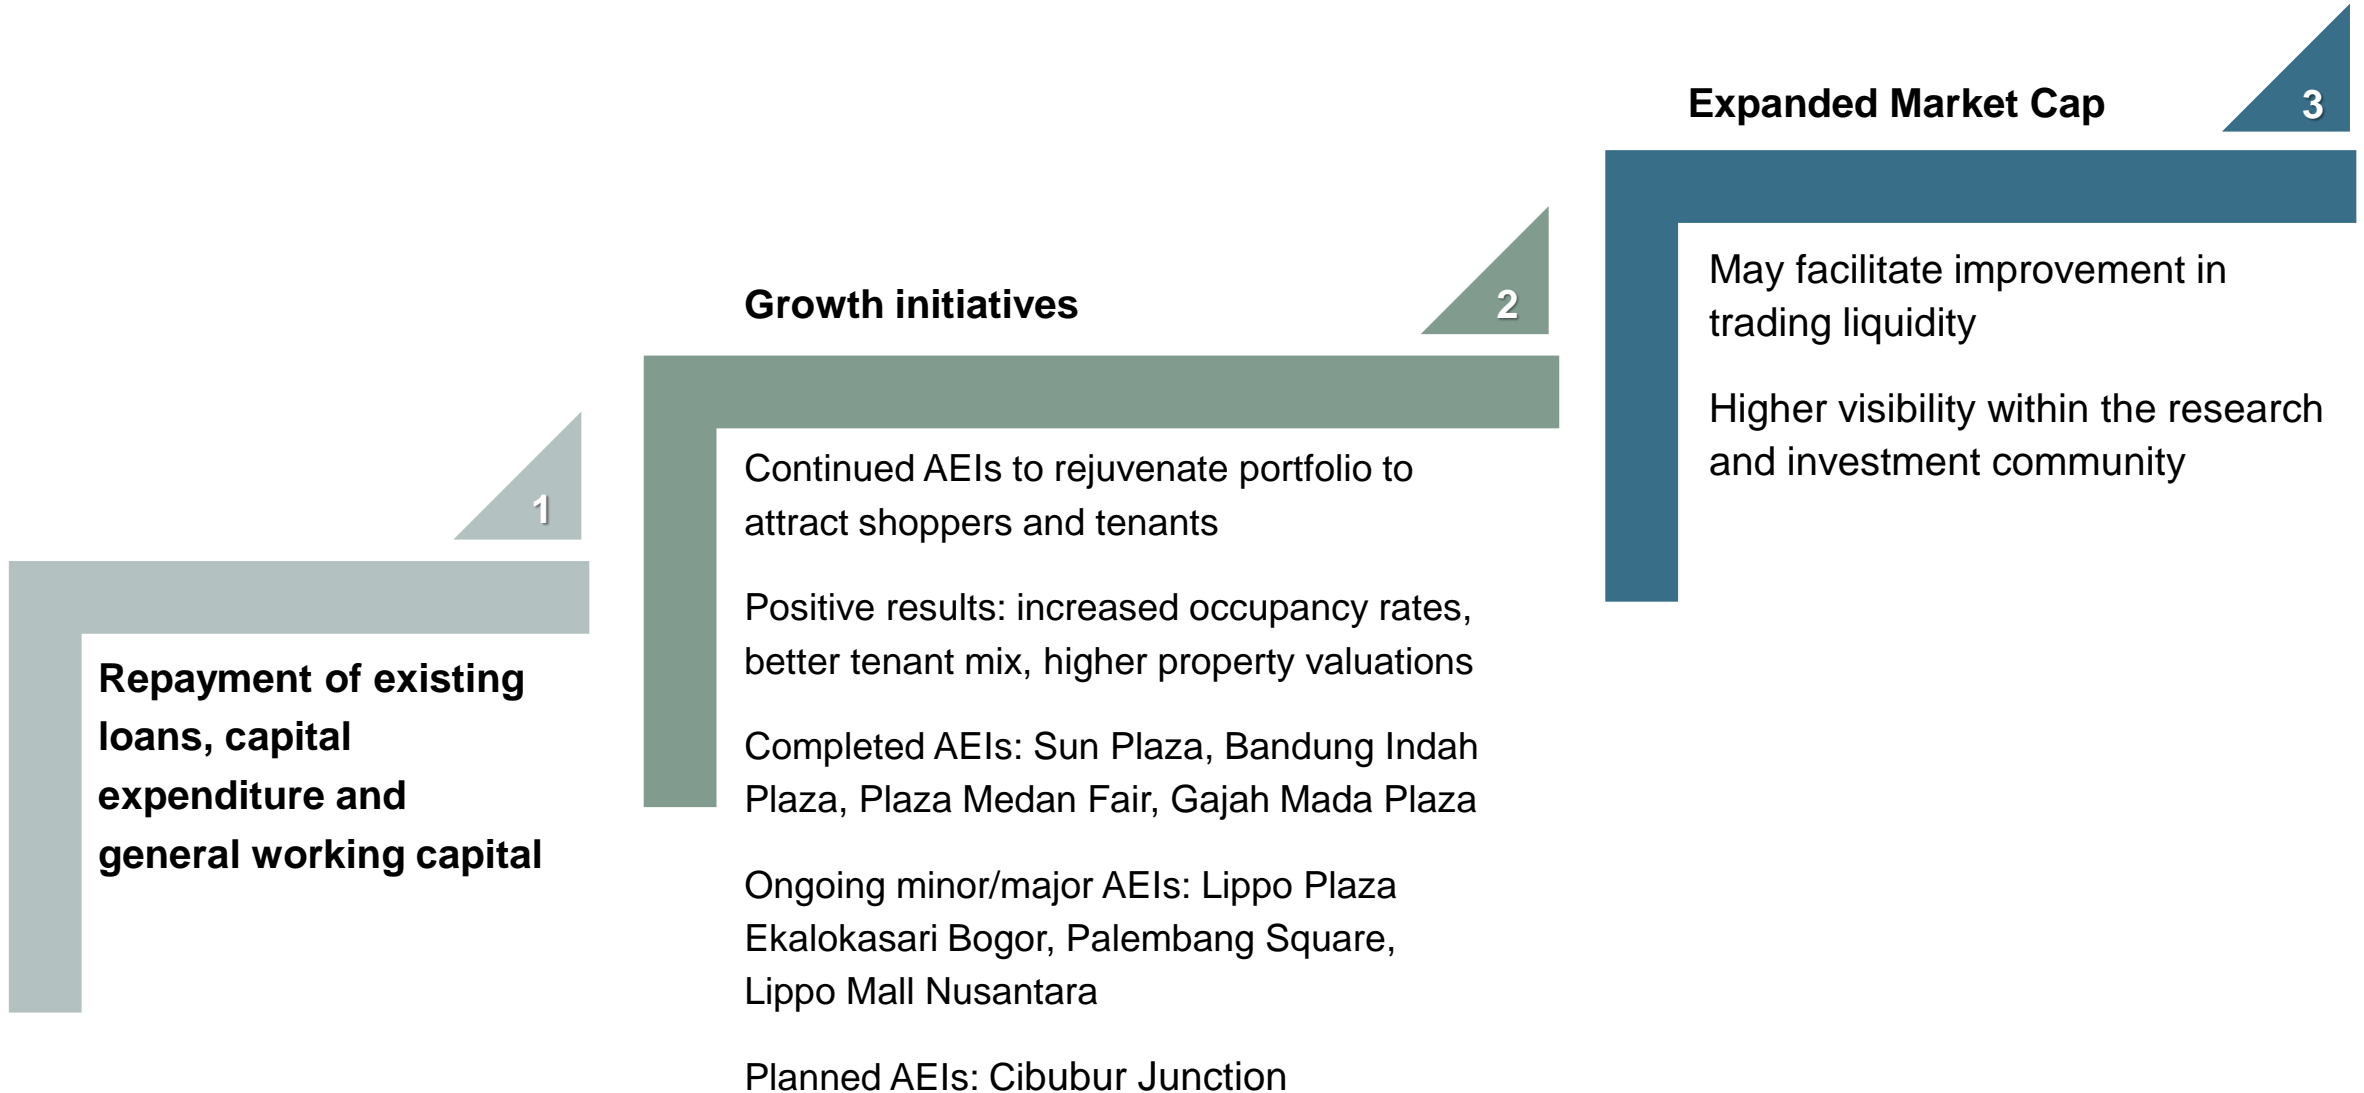 1
Repayment of existing
loans, capital
expenditure and
general working capital
Growth initiatives
2
Continued AEIs to rejuvenate portfolio to
attract shoppers and tenants
Positive results: increased occupancy rates,
better tenant mix, higher property valuations
Completed AEIs: Sun Plaza, Bandung Indah
Plaza, Plaza Medan Fair, Gajah Mada Plaza
Ongoing minor/major AEIs: Lippo Plaza
Ekalokasari Bogor, Palembang Square,
Lippo Mall Nusantara
Planned AEIs: Cibubur Junction
Expanded Market Cap
3
May facilitate improvement in
trading liquidity
Higher visibility within the research
and investment community